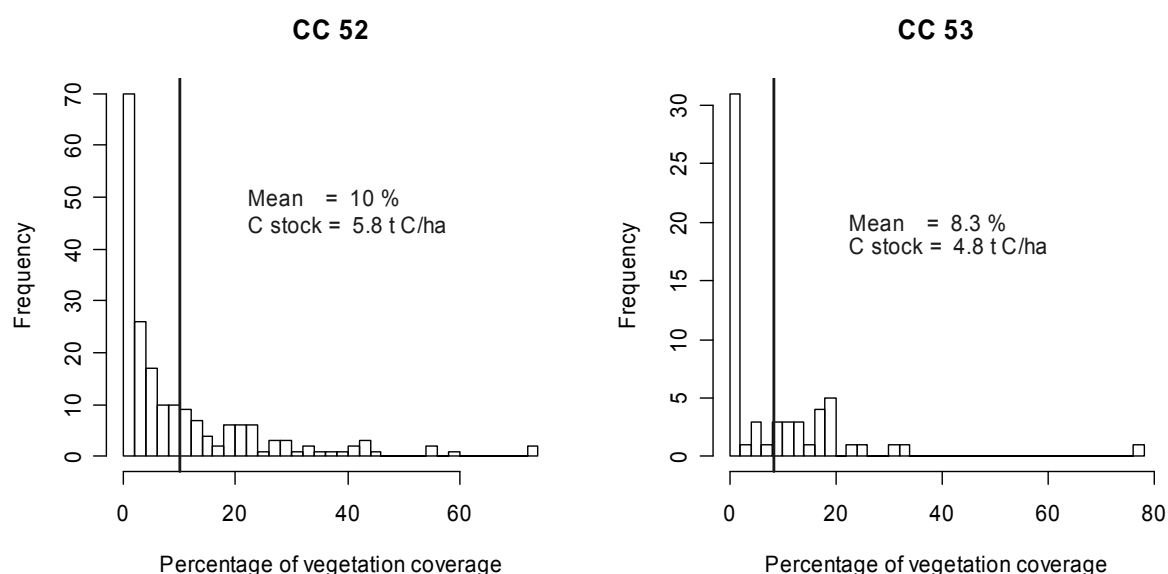 CC 52
70
60
50
40
30
20
10
0
Frequency
Mean = 10 %
C stock = 5.8 t C/ha
0 20 40 60
Percentage of vegetation coverage
CC 53
30
25
20
15
10
5
0
Frequency
Mean = 8.3 %
C stock = 4.8 t C/ha
0 20 40 60 80
Percentage of vegetation coverage